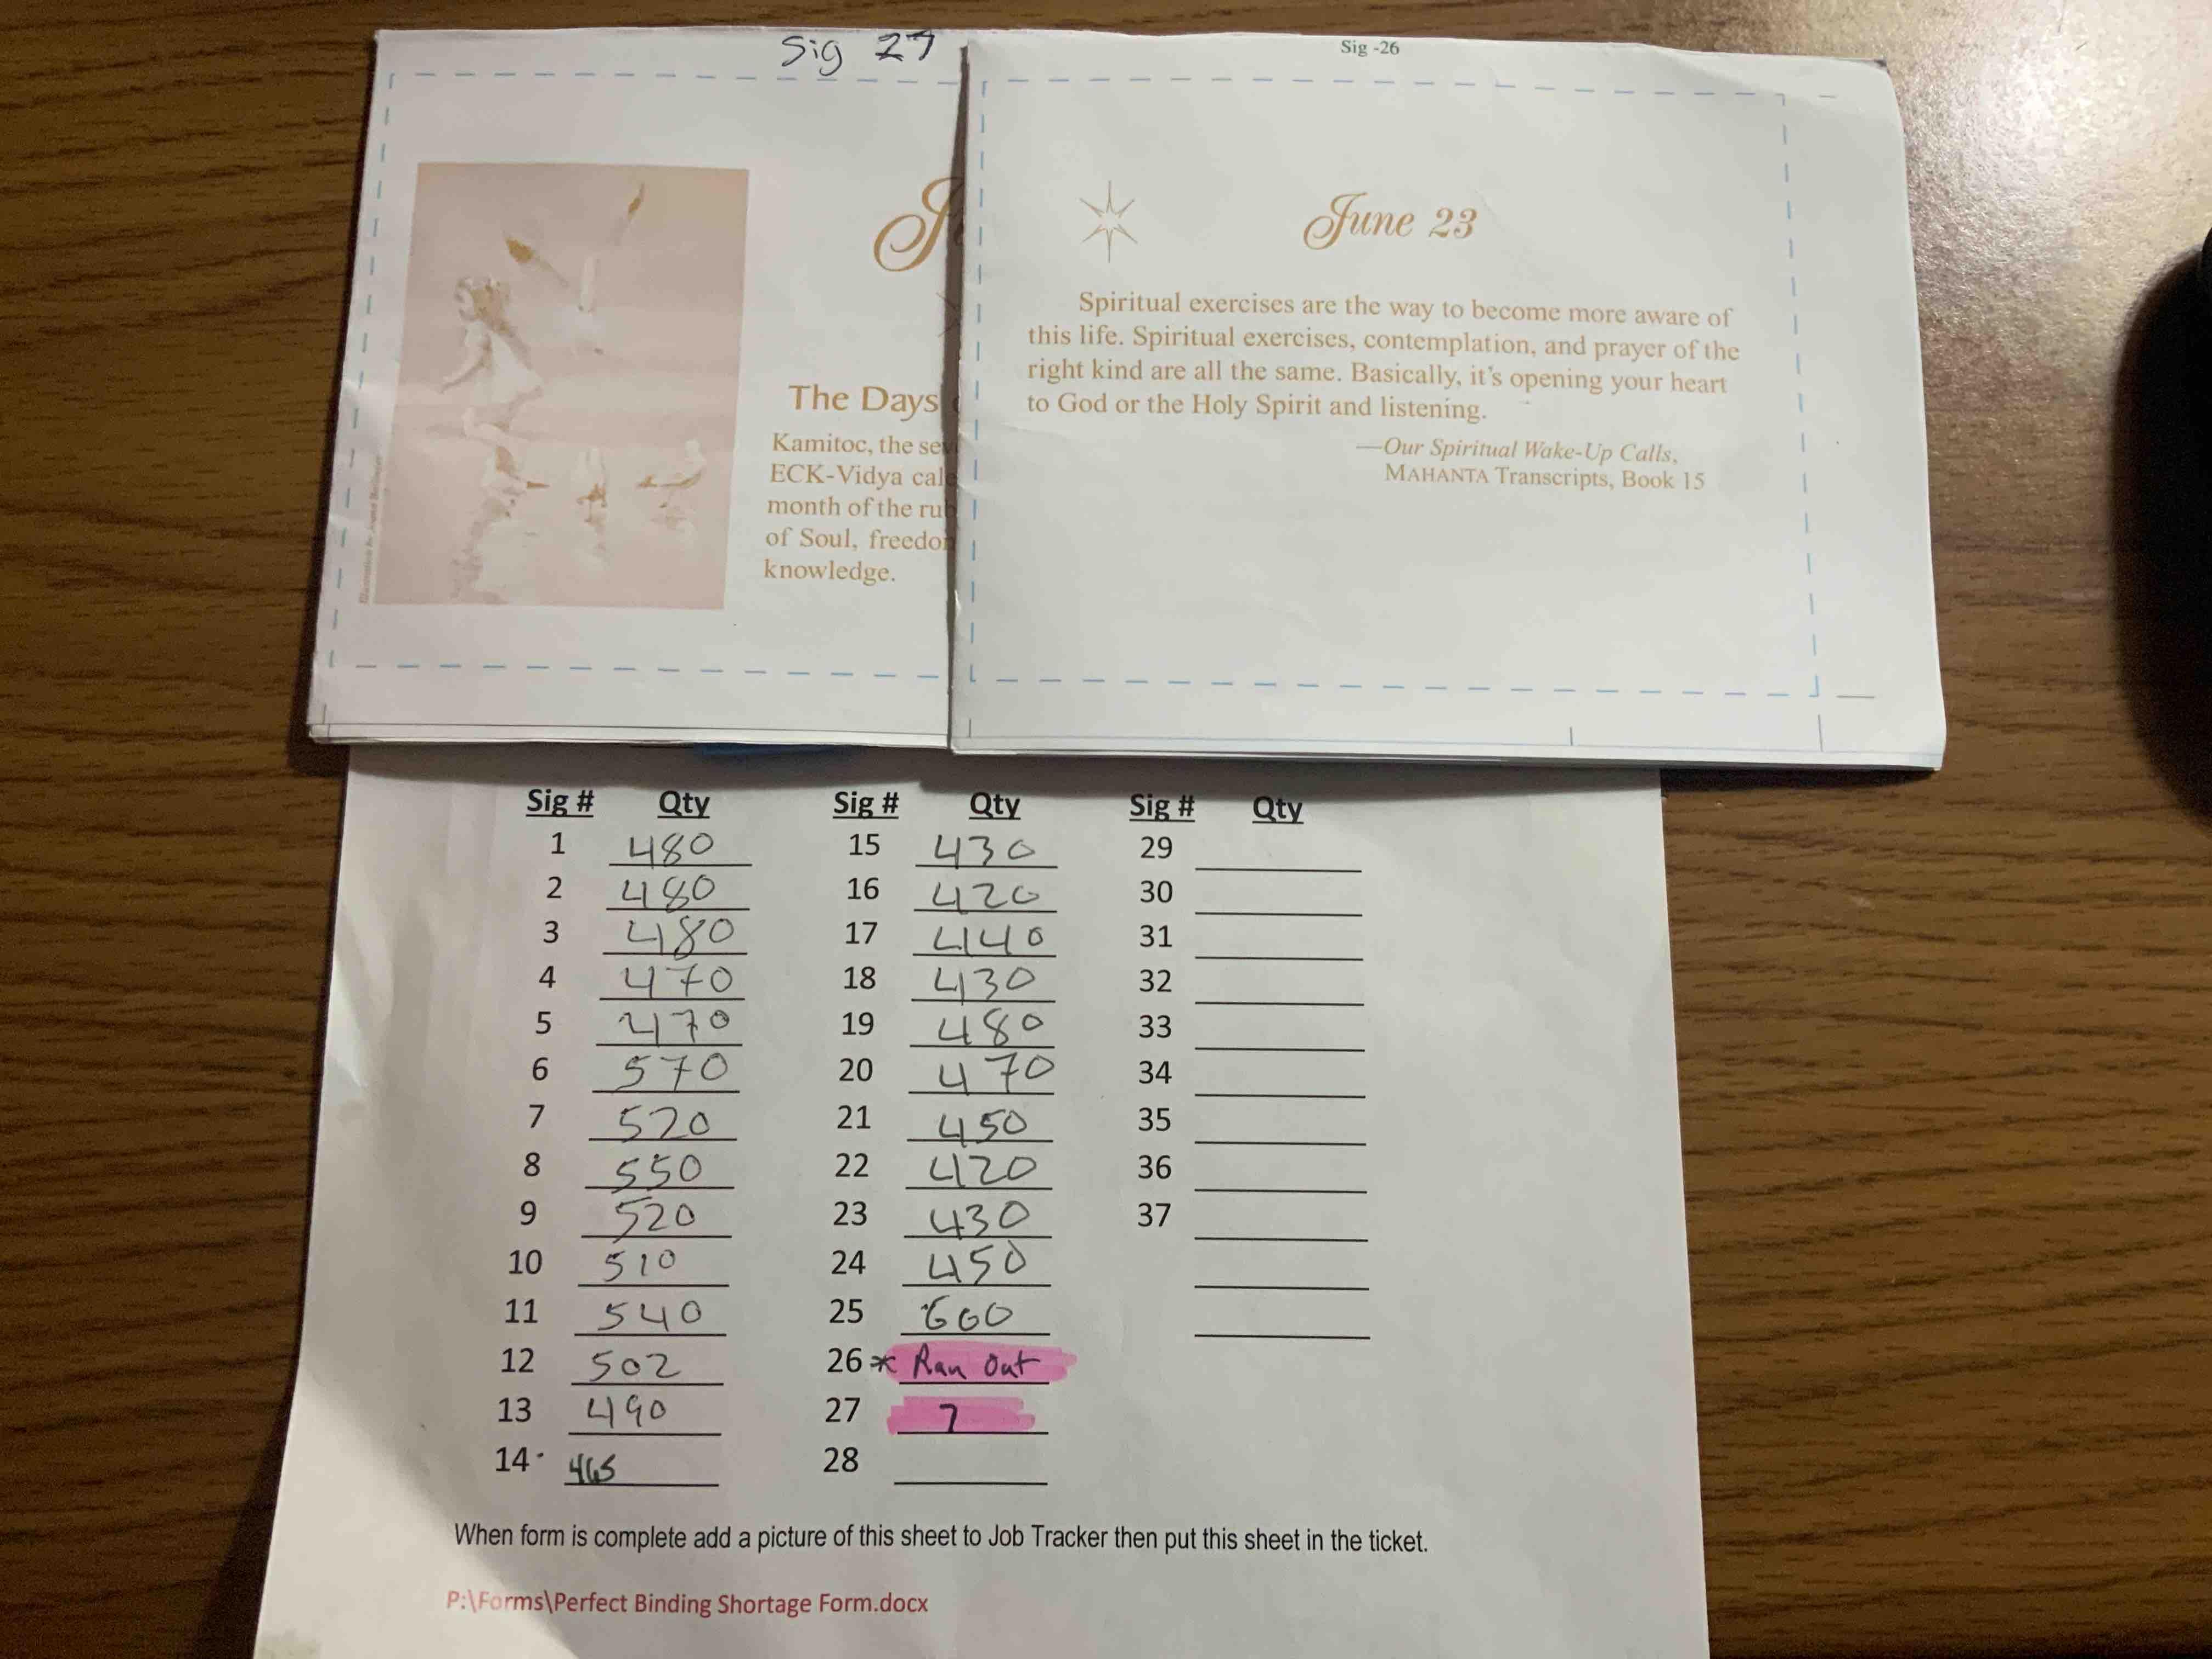 Sig 27
The Days
Kamitoc, the se
ECK-Vidya cal
month of the ru
of Soul, freedo
knowledge.
Sig -26
June 23
Spiritual exercises are the way to become more aware of
this life. Spiritual exercises, contemplation, and prayer of the
right kind are all the same. Basically, it's opening your heart
to God or the Holy Spirit and listening.
—Our Spiritual Wake-Up Calls,
MAHANTA Transcripts, Book 15
Sig # Qty Sig # Qty Sig # Qty
1 480 15 430 29
2 480 16 420 30
3 480 17 440 31
4 470 18 430 32
5 470 19 480 33
6 570 20 470 34
7 520 21 450 35
8 550 22 420 36
9 520 23 430 37
10 510 24 450
11 540 25 600
12 502 26 * Ran Out
13 490 27 7
14 465 28
When form is complete add a picture of this sheet to Job Tracker then put this sheet in the ticket.
P:\Forms\Perfect Binding Shortage Form.docx